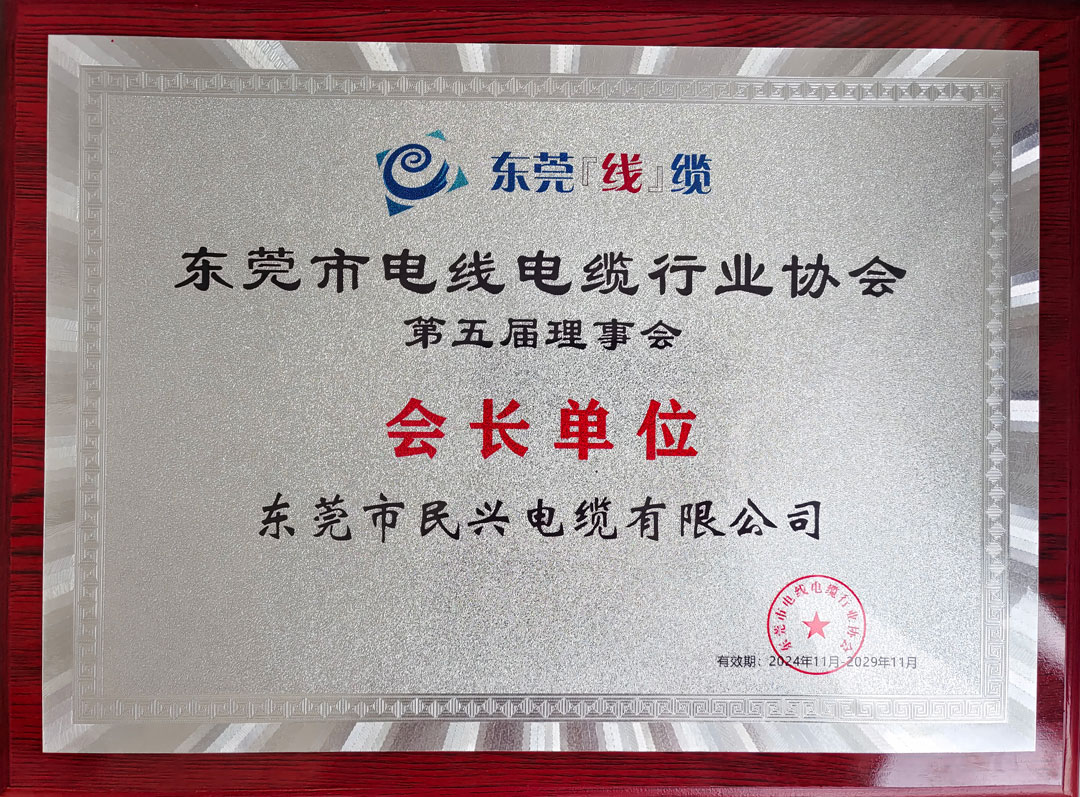 东莞『线』缆
东莞市电线电缆行业协会
第五届理事会
会长单位
东莞市民兴电缆有限公司
东莞市电线电缆行业协会
有效期：2024年11月-2029年11月